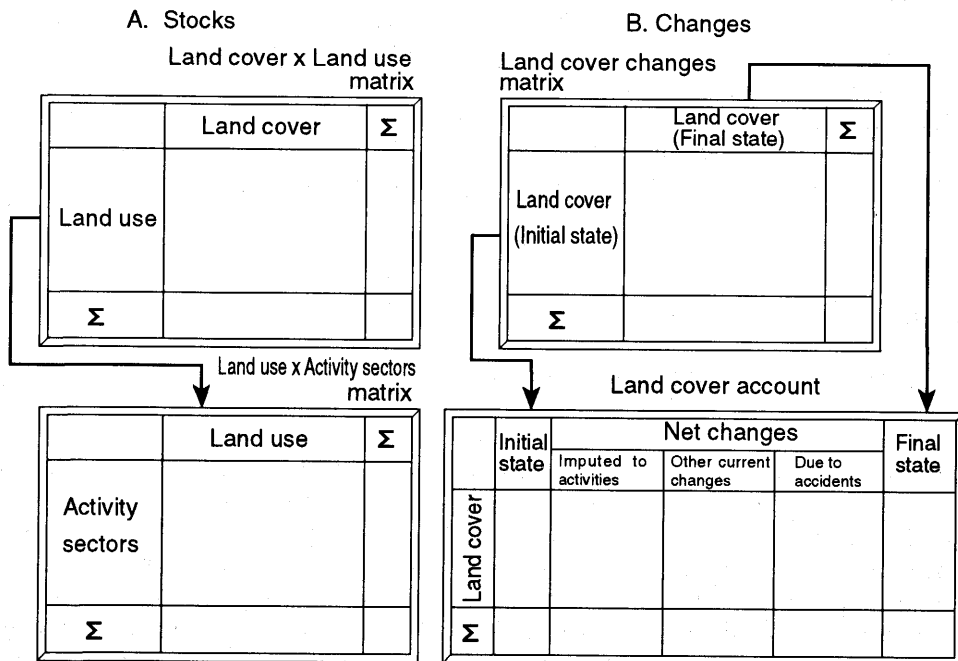 A. Stocks
Land cover x Land use
matrix
Land cover
Σ
Land use
Σ
Land use x Activity sectors
matrix
Land use
Σ
Activity
sectors
Σ
B. Changes
Land cover changes
matrix
Land cover
(Final state)
Σ
Land cover
(Initial state)
Σ
Land cover account
Initial
state
Net changes
Final
state
Imputed to
activities
Other current
changes
Due to
accidents
Land cover
Σ